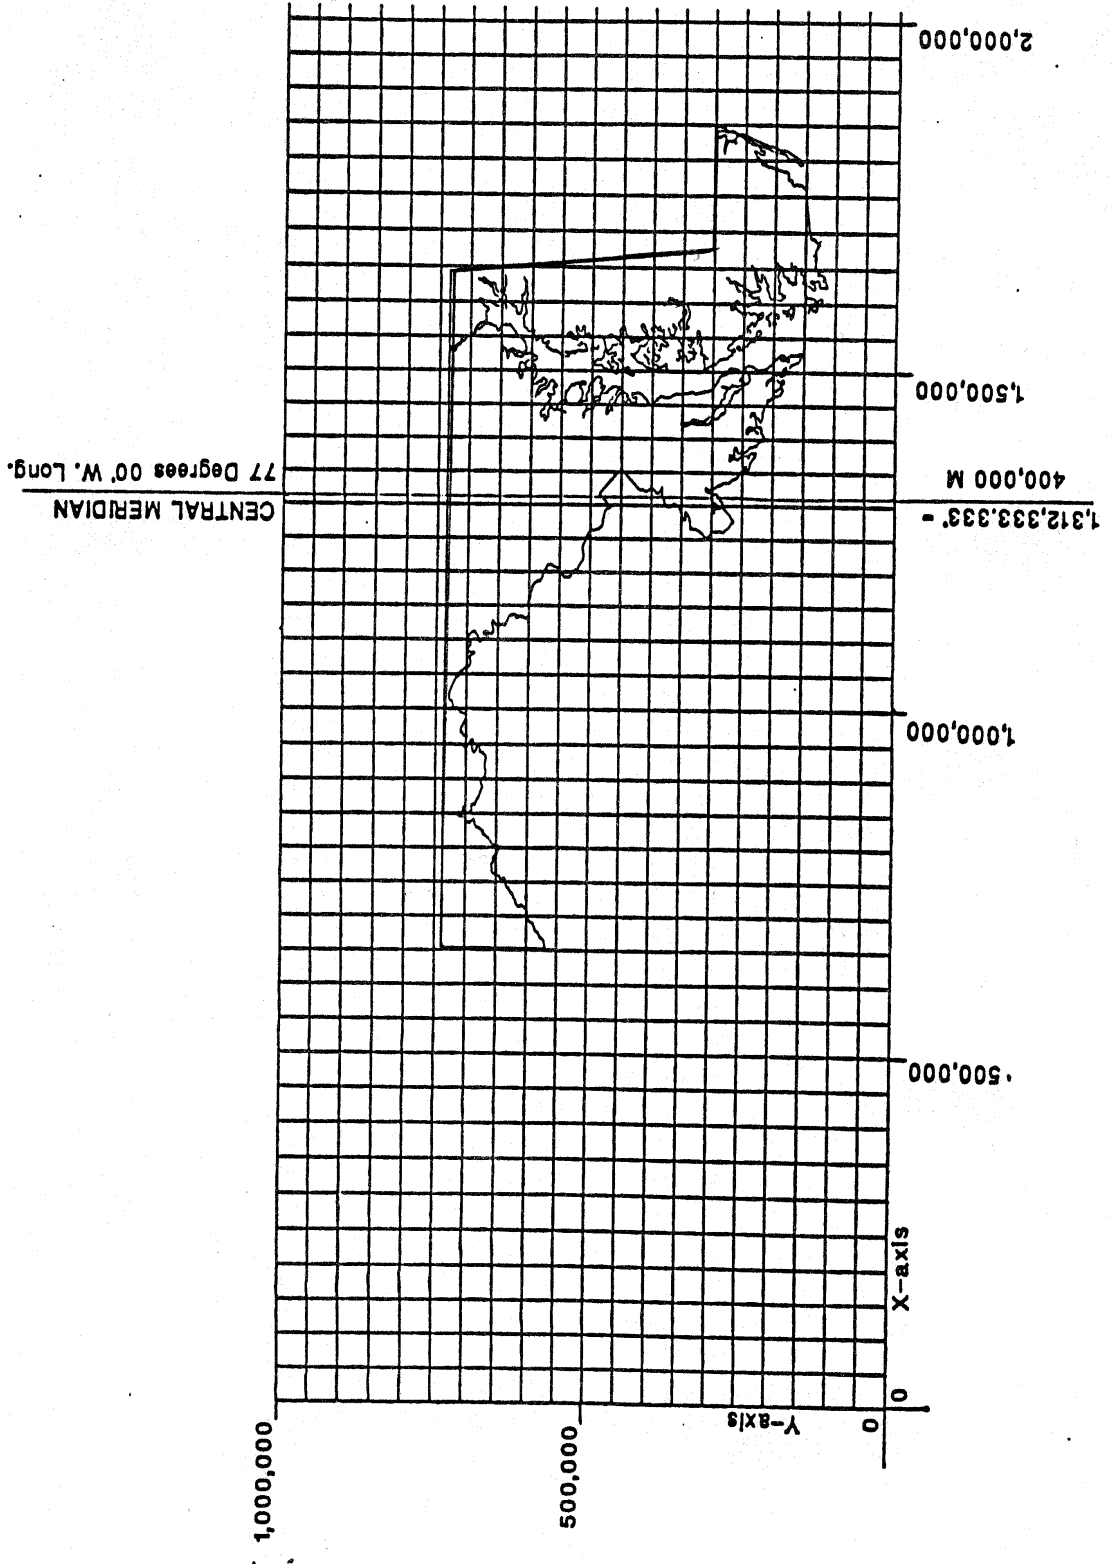 2,000,000
1,500,000
77 Degrees 00' W. Long.
CENTRAL MERIDIAN
400,000 M
1,312,333.333' =
1,000,000
500,000
X-axis
0
Y-axis
0
1,000,000
500,000